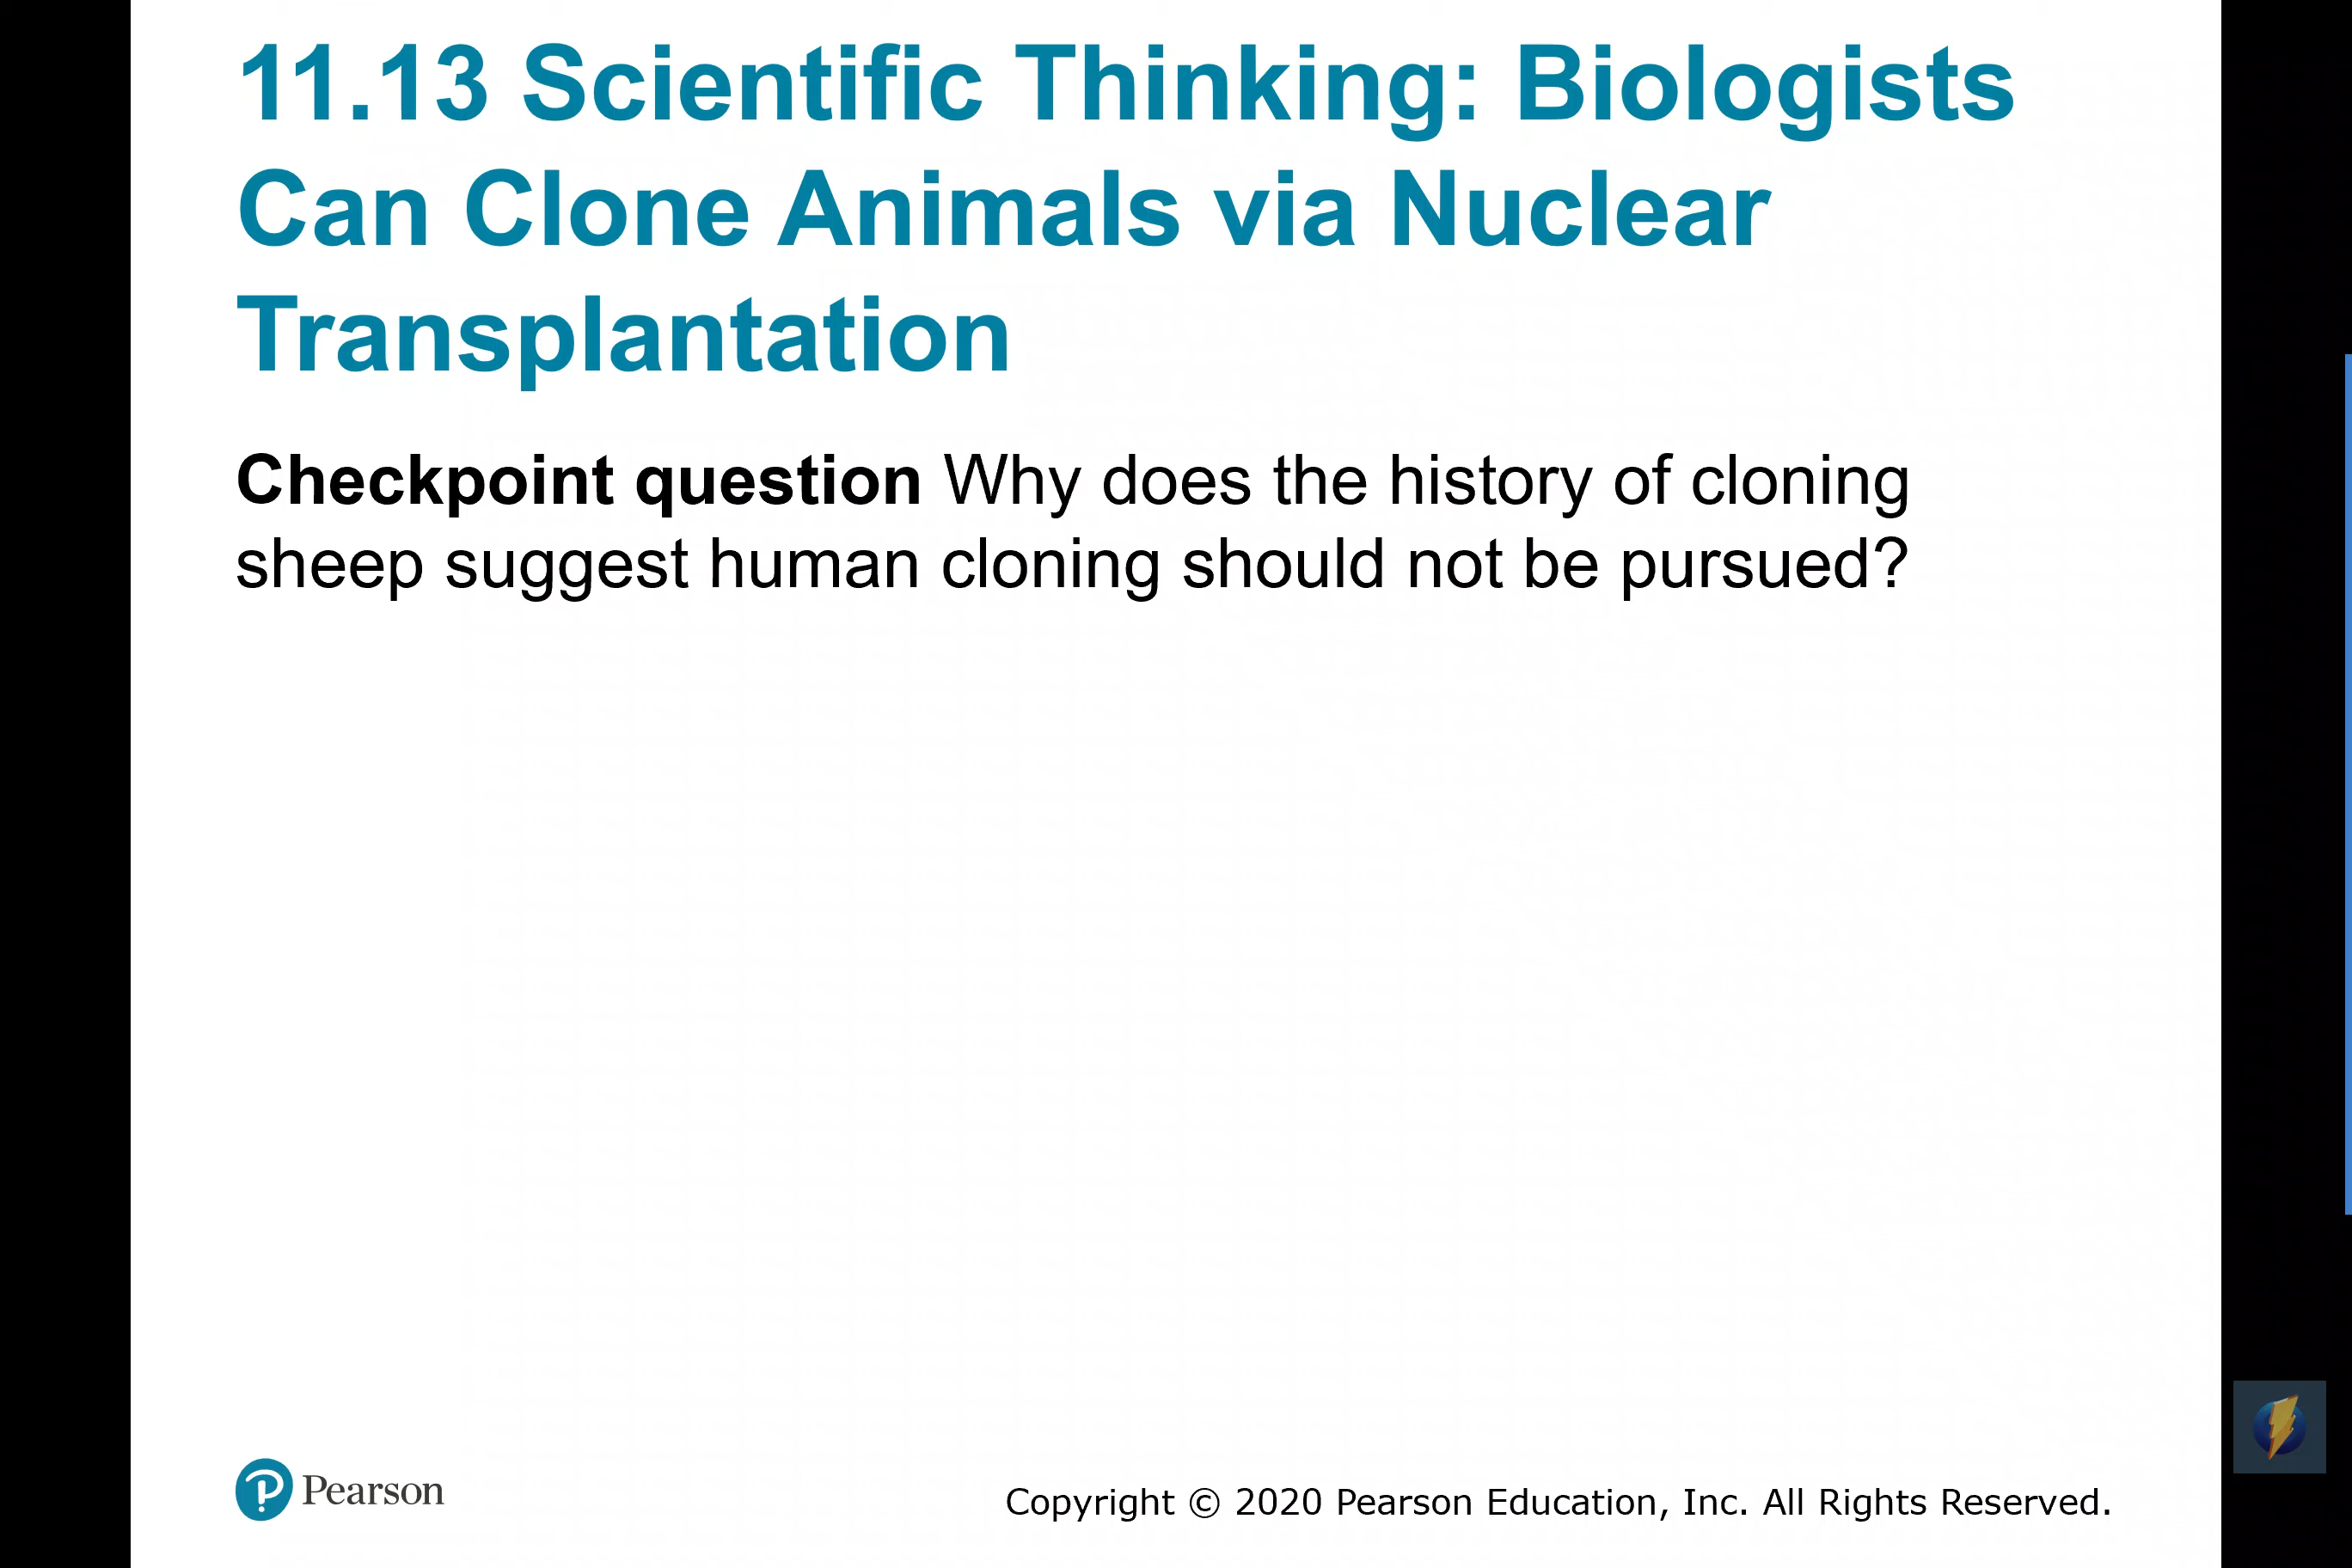 11.13 Scientific Thinking: Biologists
Can Clone Animals via Nuclear
Transplantation
Checkpoint question Why does the history of cloning
sheep suggest human cloning should not be pursued?
Pearson
Copyright © 2020 Pearson Education, Inc. All Rights Reserved.